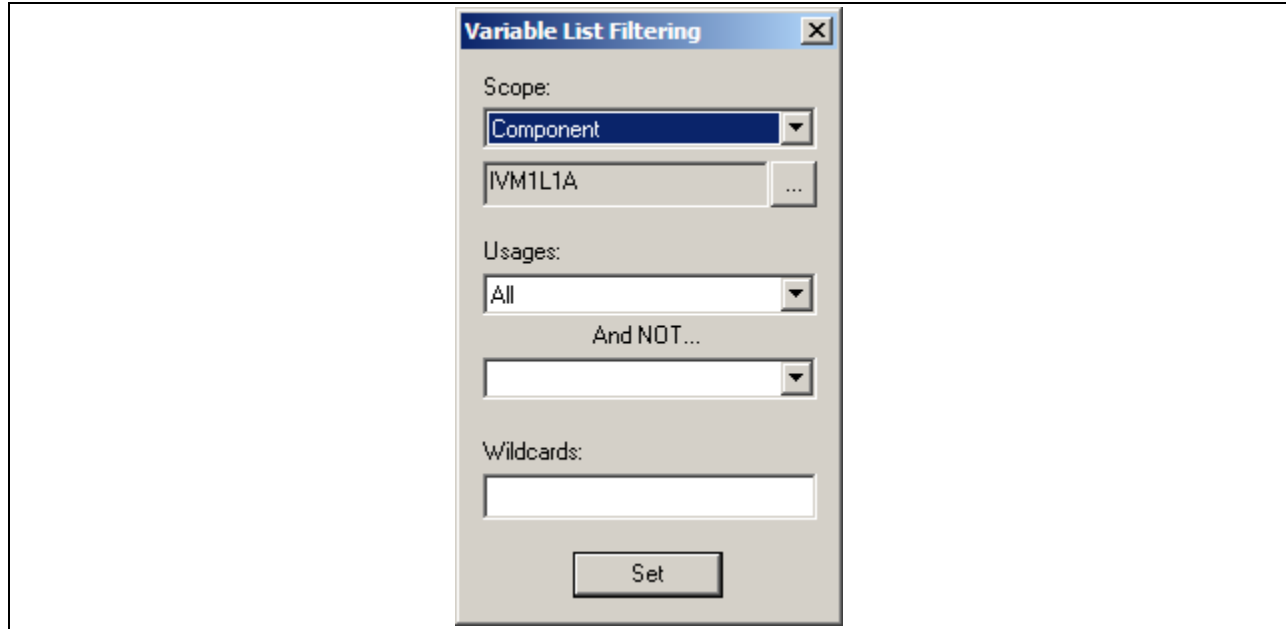 Variable List Filtering
Scope:
Component
IVM1L1A
...
Usages:
All
And NOT...
Wildcards:
Set